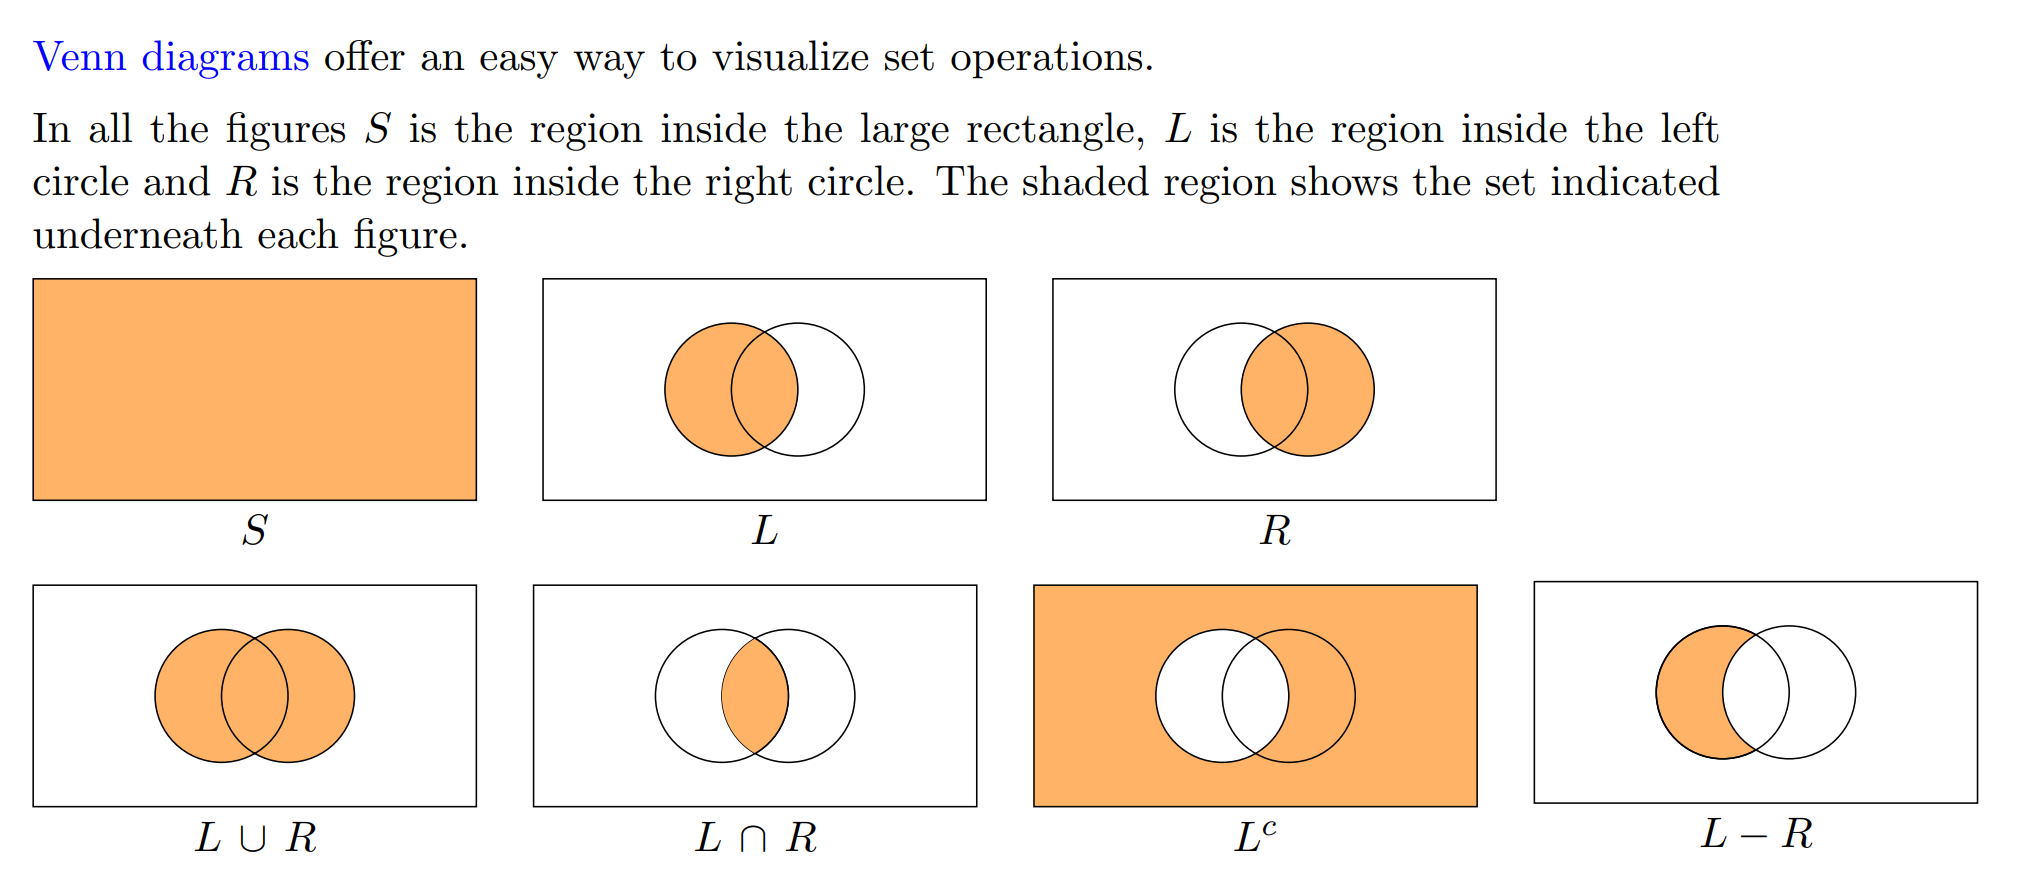 Venn diagrams offer an easy way to visualize set operations.
In all the figures S is the region inside the large rectangle, L is the region inside the left
circle and R is the region inside the right circle. The shaded region shows the set indicated
underneath each figure.
S
L
R
L ∪ R
L ∩ R
Lᶜ
L − R